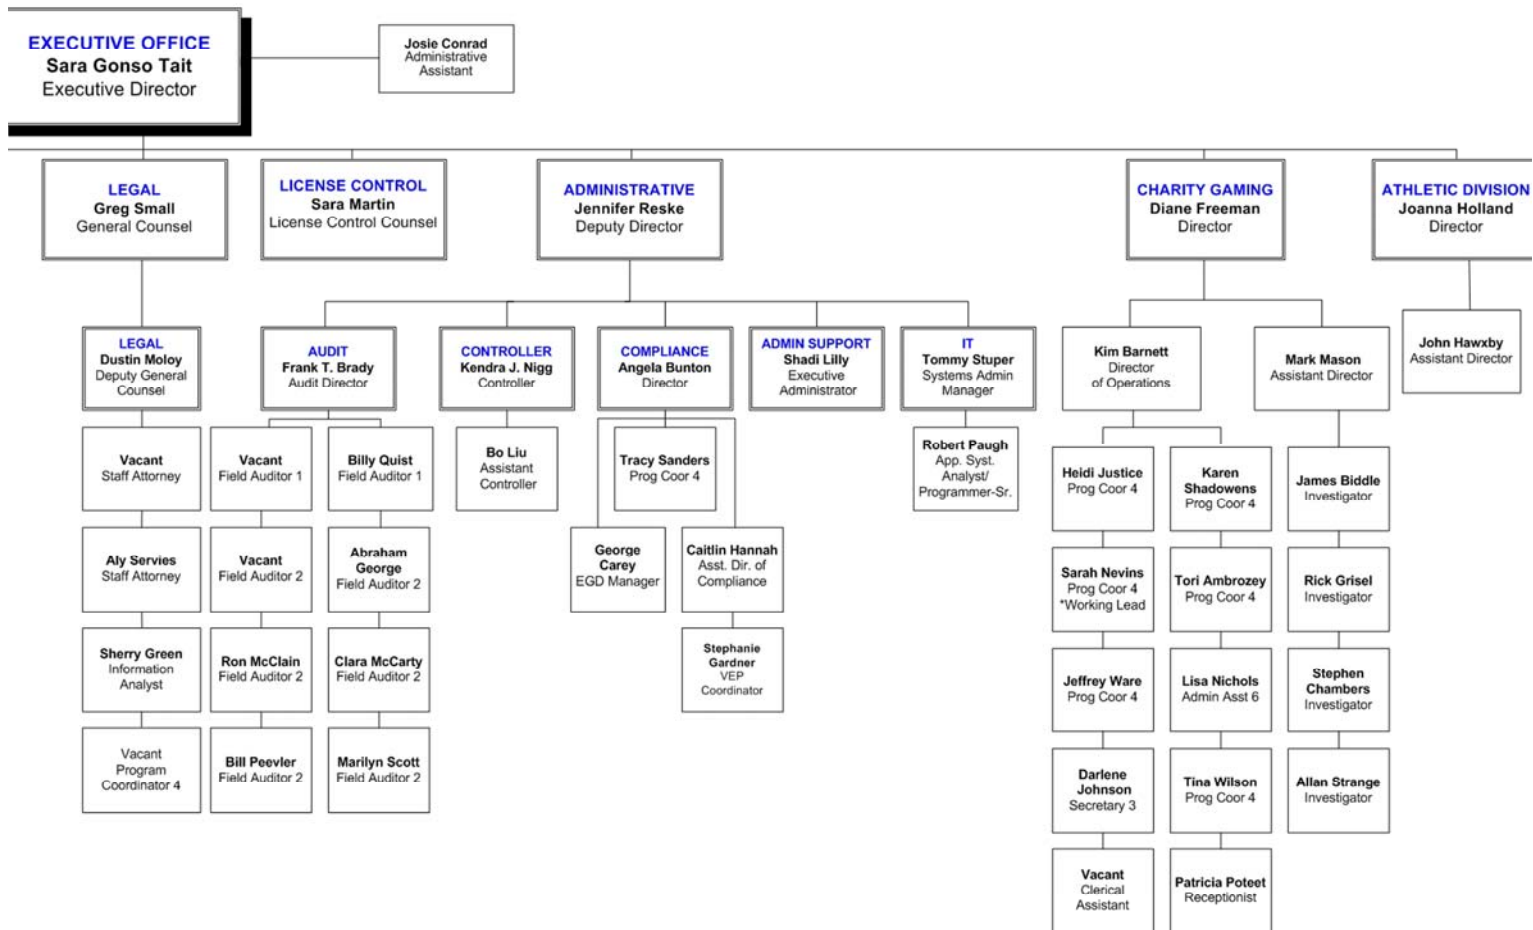 EXECUTIVE OFFICE
Sara Gonso Tait
Executive Director
Josie Conrad
Administrative
Assistant
LEGAL
Greg Small
General Counsel
LICENSE CONTROL
Sara Martin
License Control Counsel
ADMINISTRATIVE
Jennifer Reske
Deputy Director
CHARITY GAMING
Diane Freeman
Director
ATHLETIC DIVISION
Joanna Holland
Director
LEGAL
Dustin Moloy
Deputy General
Counsel
AUDIT
Frank T. Brady
Audit Director
CONTROLLER
Kendra J. Nigg
Controller
COMPLIANCE
Angela Bunton
Director
ADMIN SUPPORT
Shadi Lilly
Executive
Administrator
IT
Tommy Stuper
Systems Admin
Manager
Kim Barnett
Director
of Operations
Mark Mason
Assistant Director
John Hawxby
Assistant Director
Vacant
Staff Attorney
Vacant
Field Auditor 1
Billy Quist
Field Auditor 1
Bo Liu
Assistant
Controller
Tracy Sanders
Prog Coor 4
Robert Paugh
App. Syst.
Analyst/
Programmer-Sr.
Heidi Justice
Prog Coor 4
Karen
Shadowens
Prog Coor 4
James Biddle
Investigator
Aly Servies
Staff Attorney
Vacant
Field Auditor 2
Abraham
George
Field Auditor 2
George
Carey
EGD Manager
Caitlin Hannah
Asst. Dir. of
Compliance
Sarah Nevins
Prog Coor 4
*Working Lead
Tori Ambrozey
Prog Coor 4
Rick Grisel
Investigator
Sherry Green
Information
Analyst
Ron McClain
Field Auditor 2
Clara McCarty
Field Auditor 2
Stephanie
Gardner
VEP
Coordinator
Jeffrey Ware
Prog Coor 4
Lisa Nichols
Admin Asst 6
Stephen
Chambers
Investigator
Vacant
Program
Coordinator 4
Bill Peevler
Field Auditor 2
Marilyn Scott
Field Auditor 2
Darlene
Johnson
Secretary 3
Tina Wilson
Prog Coor 4
Allan Strange
Investigator
Vacant
Clerical
Assistant
Patricia Poteet
Receptionist